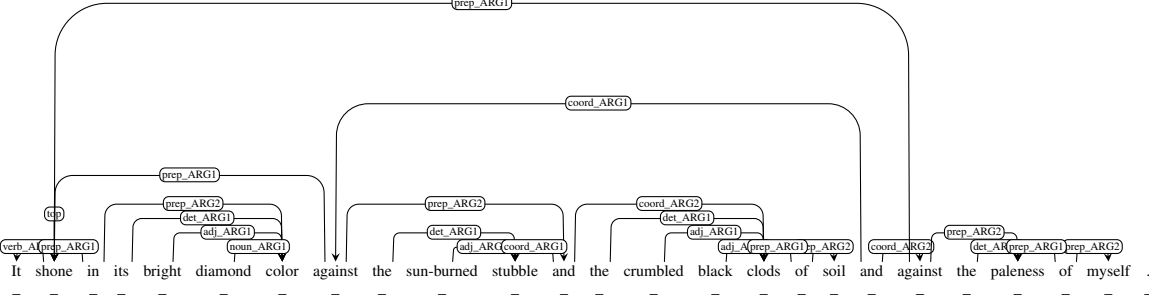 prep_ARG1
coord_ARG1
prep_ARG1
prep_ARG2 prep_ARG2 coord_ARG2
top det_ARG1 det_ARG1
adj_ARG1 det_ARG1 adj_ARG1 prep_ARG2
prep_ARG1 noun_ARG1 coord_ARG1 prep_ARG1 coord_ARG2 prep_ARG1 prep_ARG2
It shone in its bright diamond color against the sun-burned stubble and the crumbled black clods of soil and against the paleness of myself .